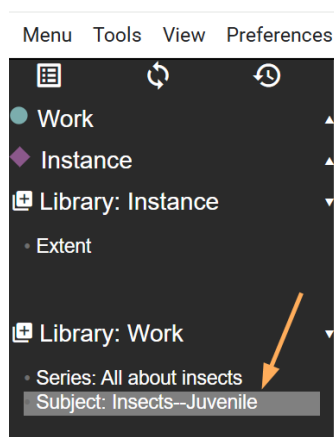 Menu Tools View Preferences
Work
Instance
Library: Instance
Extent
Library: Work
Series: All about insects
Subject: Insects--Juvenile